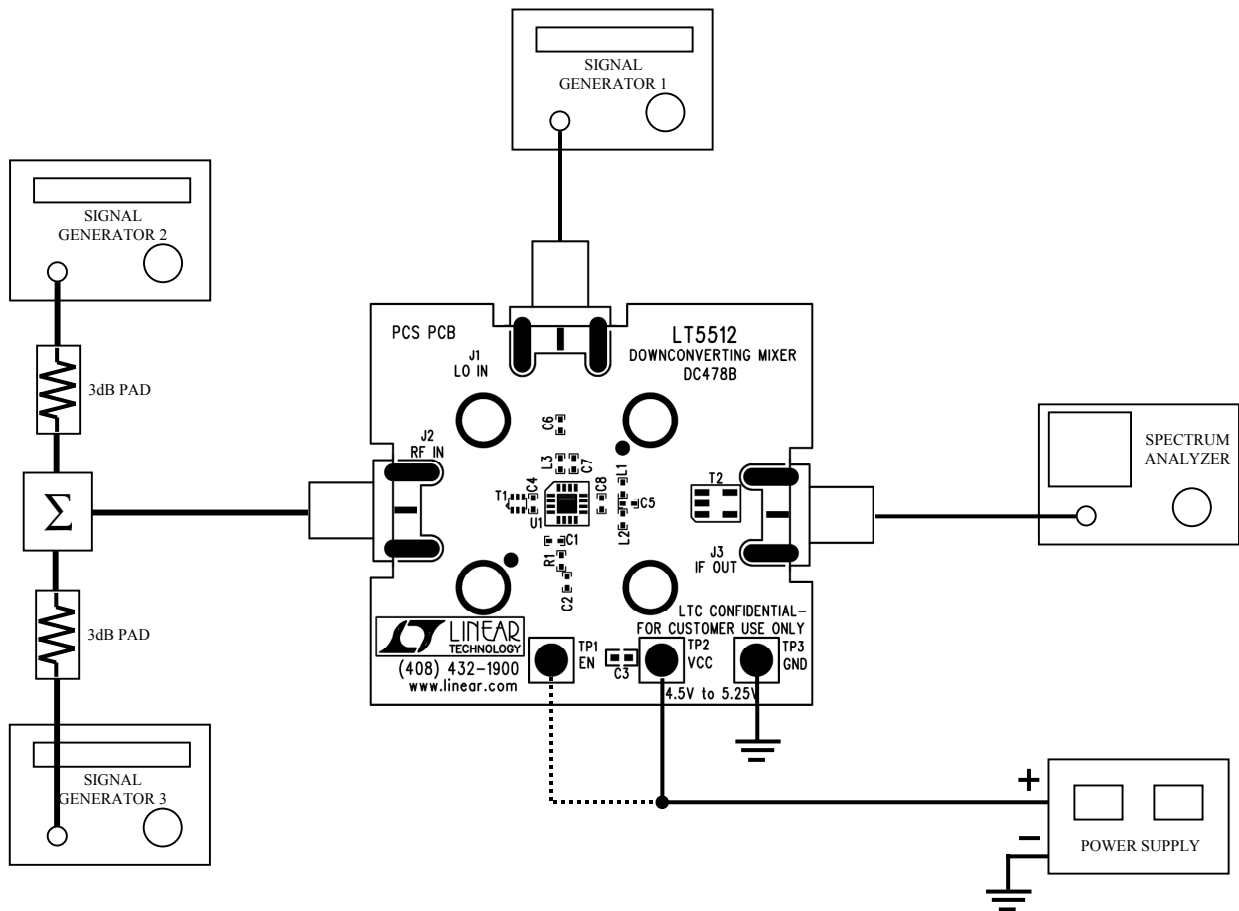 SIGNAL
GENERATOR 1
SIGNAL
GENERATOR 2
3dB PAD
Σ
3dB PAD
SIGNAL
GENERATOR 3
PCS PCB
J1
LO IN
LT5512
DOWNCONVERTING MIXER
DC478B
J2
RF IN
C6
L3
C7
L1
T1
C4
C8
C5
T2
U1
L2
C1
R1
C2
J3
IF OUT
LTC CONFIDENTIAL-
FOR CUSTOMER USE ONLY
LINEAR
TECHNOLOGY
(408) 432-1900
www.linear.com
TP1
EN
C3
TP2
VCC
TP3
GND
4.5V to 5.25V
SPECTRUM
ANALYZER
+
−
POWER SUPPLY